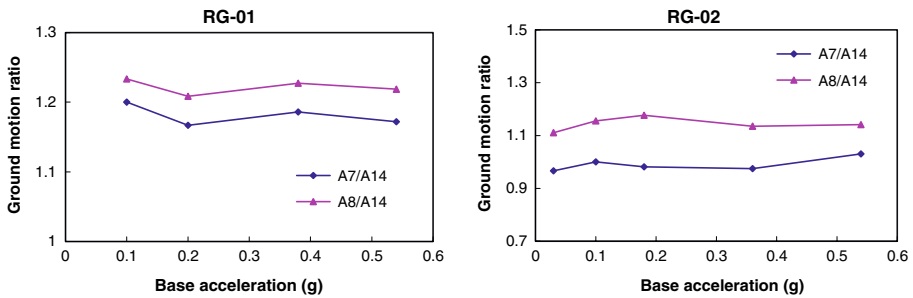 RG-01
Ground motion ratio
1.3
1.2
1.1
1
A7/A14
A8/A14
0 0.1 0.2 0.3 0.4 0.5 0.6
Base acceleration (g)
RG-02
Ground motion ratio
1.5
1.3
1.1
0.9
0.7
A7/A14
A8/A14
0 0.1 0.2 0.3 0.4 0.5 0.6
Base acceleration (g)